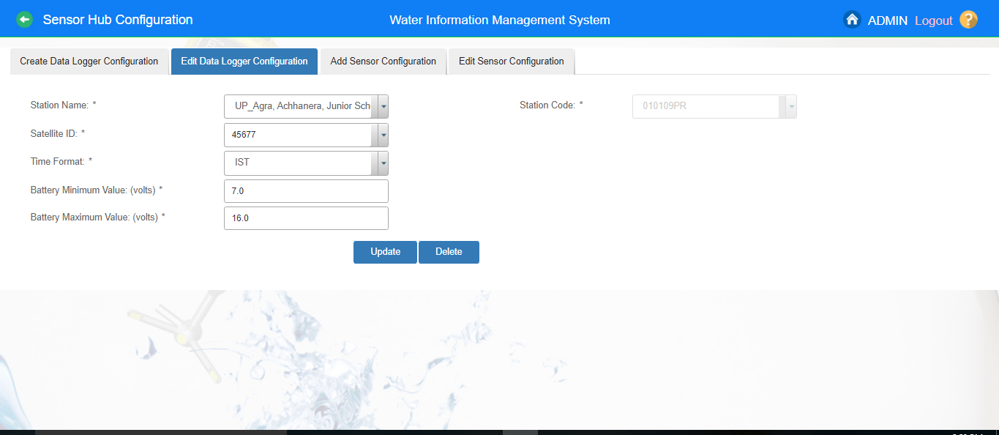 Sensor Hub Configuration
Water Information Management System
ADMIN Logout ?
Create Data Logger Configuration
Edit Data Logger Configuration
Add Sensor Configuration
Edit Sensor Configuration
Station Name: * UP_Agra, Achhanera, Junior Sch
Station Code: * 010109PR
Satellite ID: * 45677
Time Format: * IST
Battery Minimum Value: (volts) * 7.0
Battery Maximum Value: (volts) * 16.0
Update
Delete